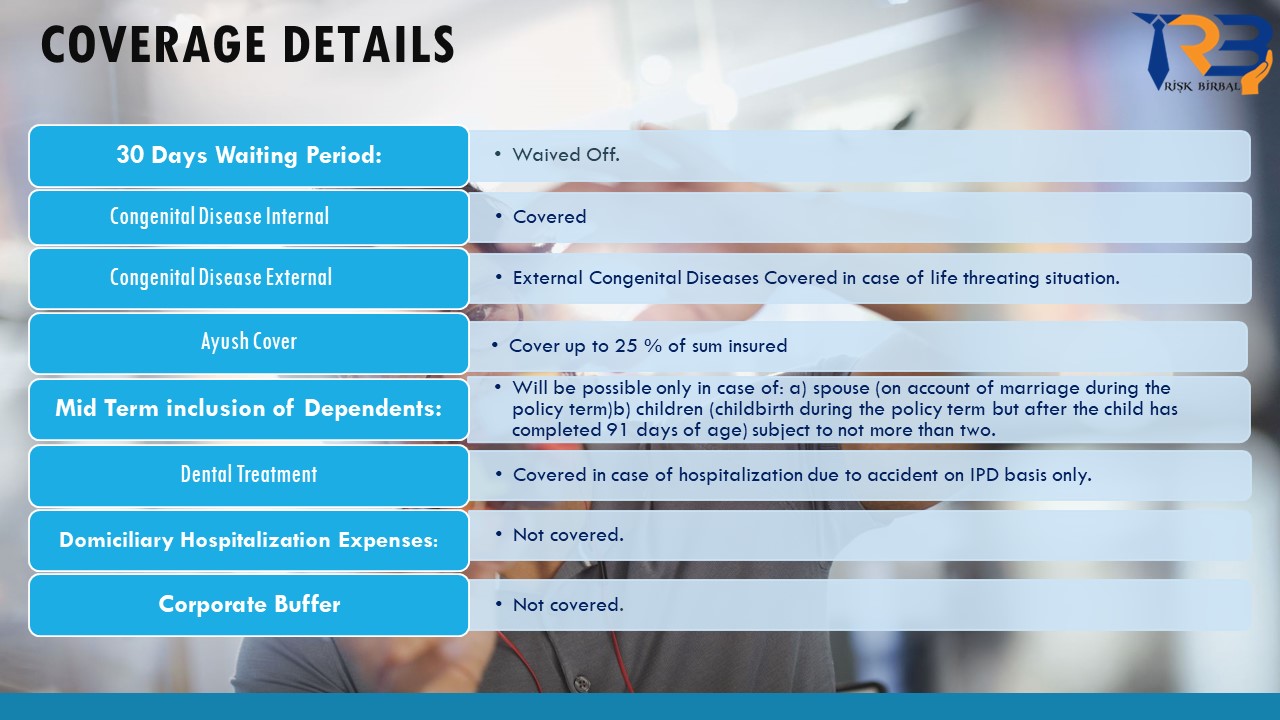 COVERAGE DETAILS
RISK BIRBAL
30 Days Waiting Period:
• Waived Off.
Congenital Disease Internal
• Covered
Congenital Disease External
• External Congenital Diseases Covered in case of life threating situation.
Ayush Cover
• Cover up to 25 % of sum insured
Mid Term inclusion of Dependents:
• Will be possible only in case of: a) spouse (on account of marriage during the
policy term)b) children (childbirth during the policy term but after the child has
completed 91 days of age) subject to not more than two.
Dental Treatment
• Covered in case of hospitalization due to accident on IPD basis only.
Domiciliary Hospitalization Expenses:
• Not covered.
Corporate Buffer
• Not covered.